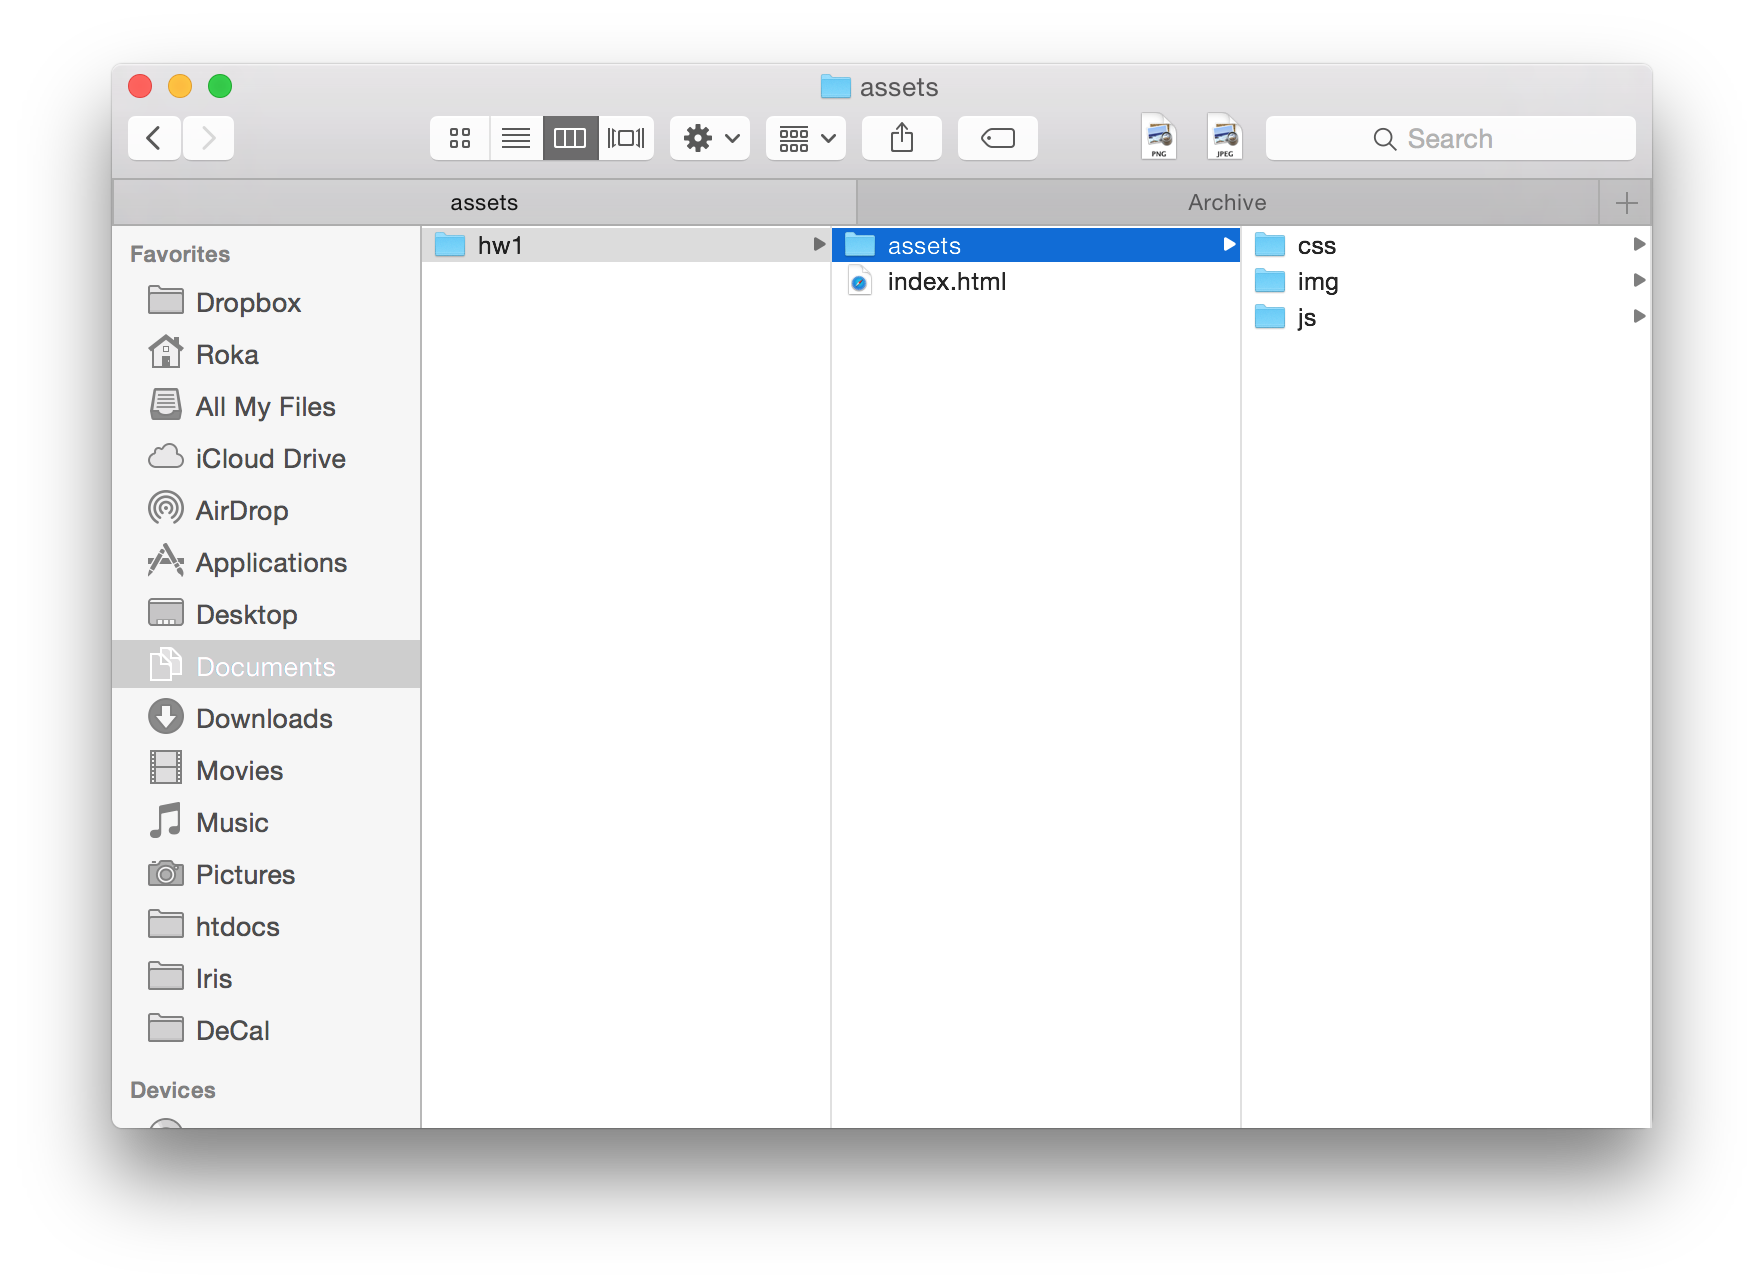 assets
PNG
JPEG
Search
assets
Archive
Favorites
Dropbox
Roka
All My Files
iCloud Drive
AirDrop
Applications
Desktop
Documents
Downloads
Movies
Music
Pictures
htdocs
Iris
DeCal
Devices
hw1
assets
index.html
css
img
js